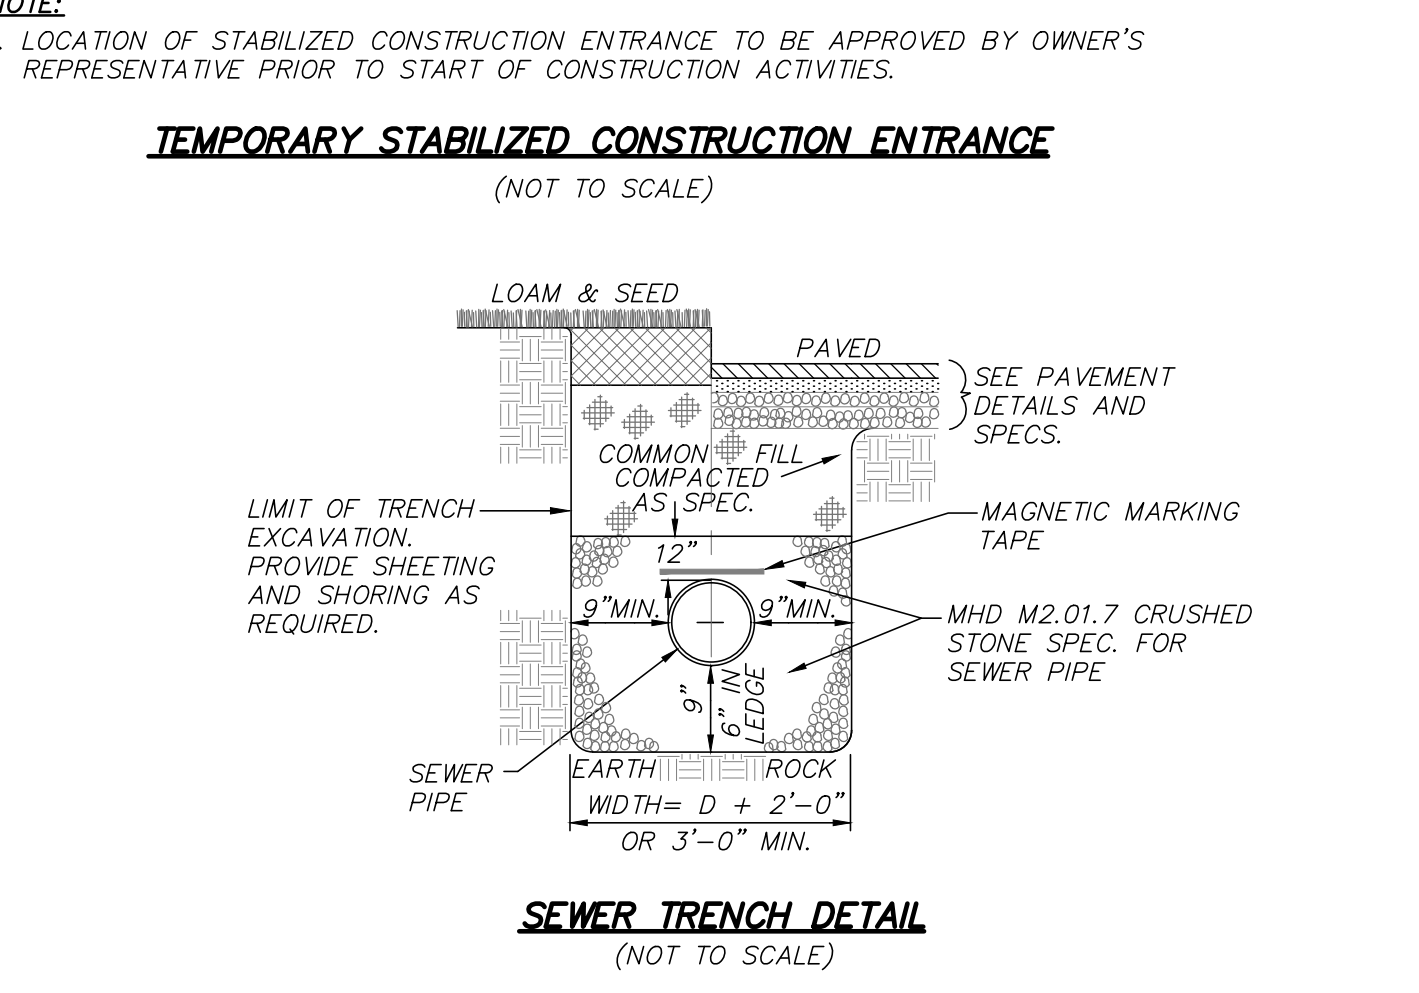 NOTE:
. LOCATION OF STABILIZED CONSTRUCTION ENTRANCE TO BE APPROVED BY OWNER'S
REPRESENTATIVE PRIOR TO START OF CONSTRUCTION ACTIVITIES.
TEMPORARY STABILIZED CONSTRUCTION ENTRANCE
(NOT TO SCALE)
LOAM & SEED
PAVED
SEE PAVEMENT
DETAILS AND
SPECS.
COMMON FILL
COMPACTED
AS SPEC.
LIMIT OF TRENCH
EXCAVATION.
PROVIDE SHEETING
AND SHORING AS
REQUIRED.
MAGNETIC MARKING
TAPE
12"
9"MIN.
9"MIN.
MHD M2.01.7 CRUSHED
STONE SPEC. FOR
SEWER PIPE
9"
6" IN
LEDGE
SEWER
PIPE
EARTH
ROCK
WIDTH= D + 2'-0"
OR 3'-0" MIN.
SEWER TRENCH DETAIL
(NOT TO SCALE)